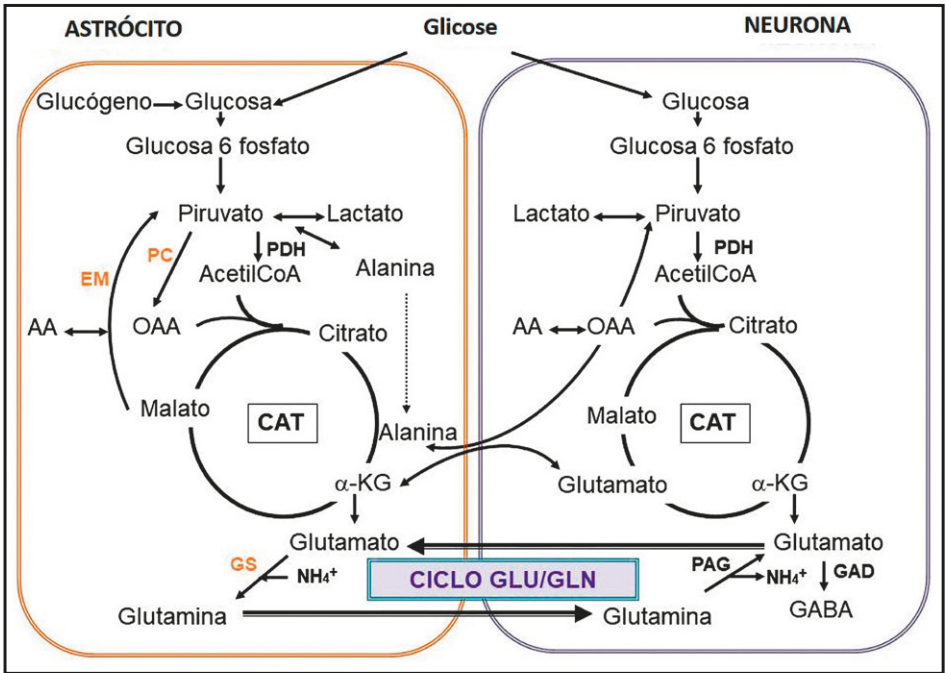 ASTRÓCITO
Glicose
NEURONA
Glucógeno
Glucosa
Glucosa 6 fosfato
Piruvato
Lactato
PC
PDH
EM
Alanina
AcetilCoA
AA
OAA
Citrato
Malato
CAT
Alanina
α-KG
Glutamato
GS
NH4+
Glutamina
CICLO GLU/GLN
Glucosa
Glucosa 6 fosfato
Lactato
Piruvato
PDH
AcetilCoA
AA
OAA
Citrato
Malato
CAT
Glutamato
α-KG
Glutamato
PAG
NH4+
GAD
Glutamina
GABA